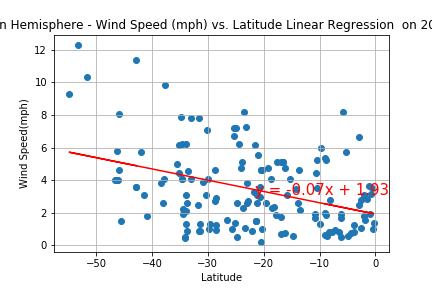 n Hemisphere - Wind Speed (mph) vs. Latitude Linear Regression on 20
12
10
8
6
4
2
0
Wind Speed(mph)
y = -0.07x + 1.93
−50 −40 −30 −20 −10 0
Latitude